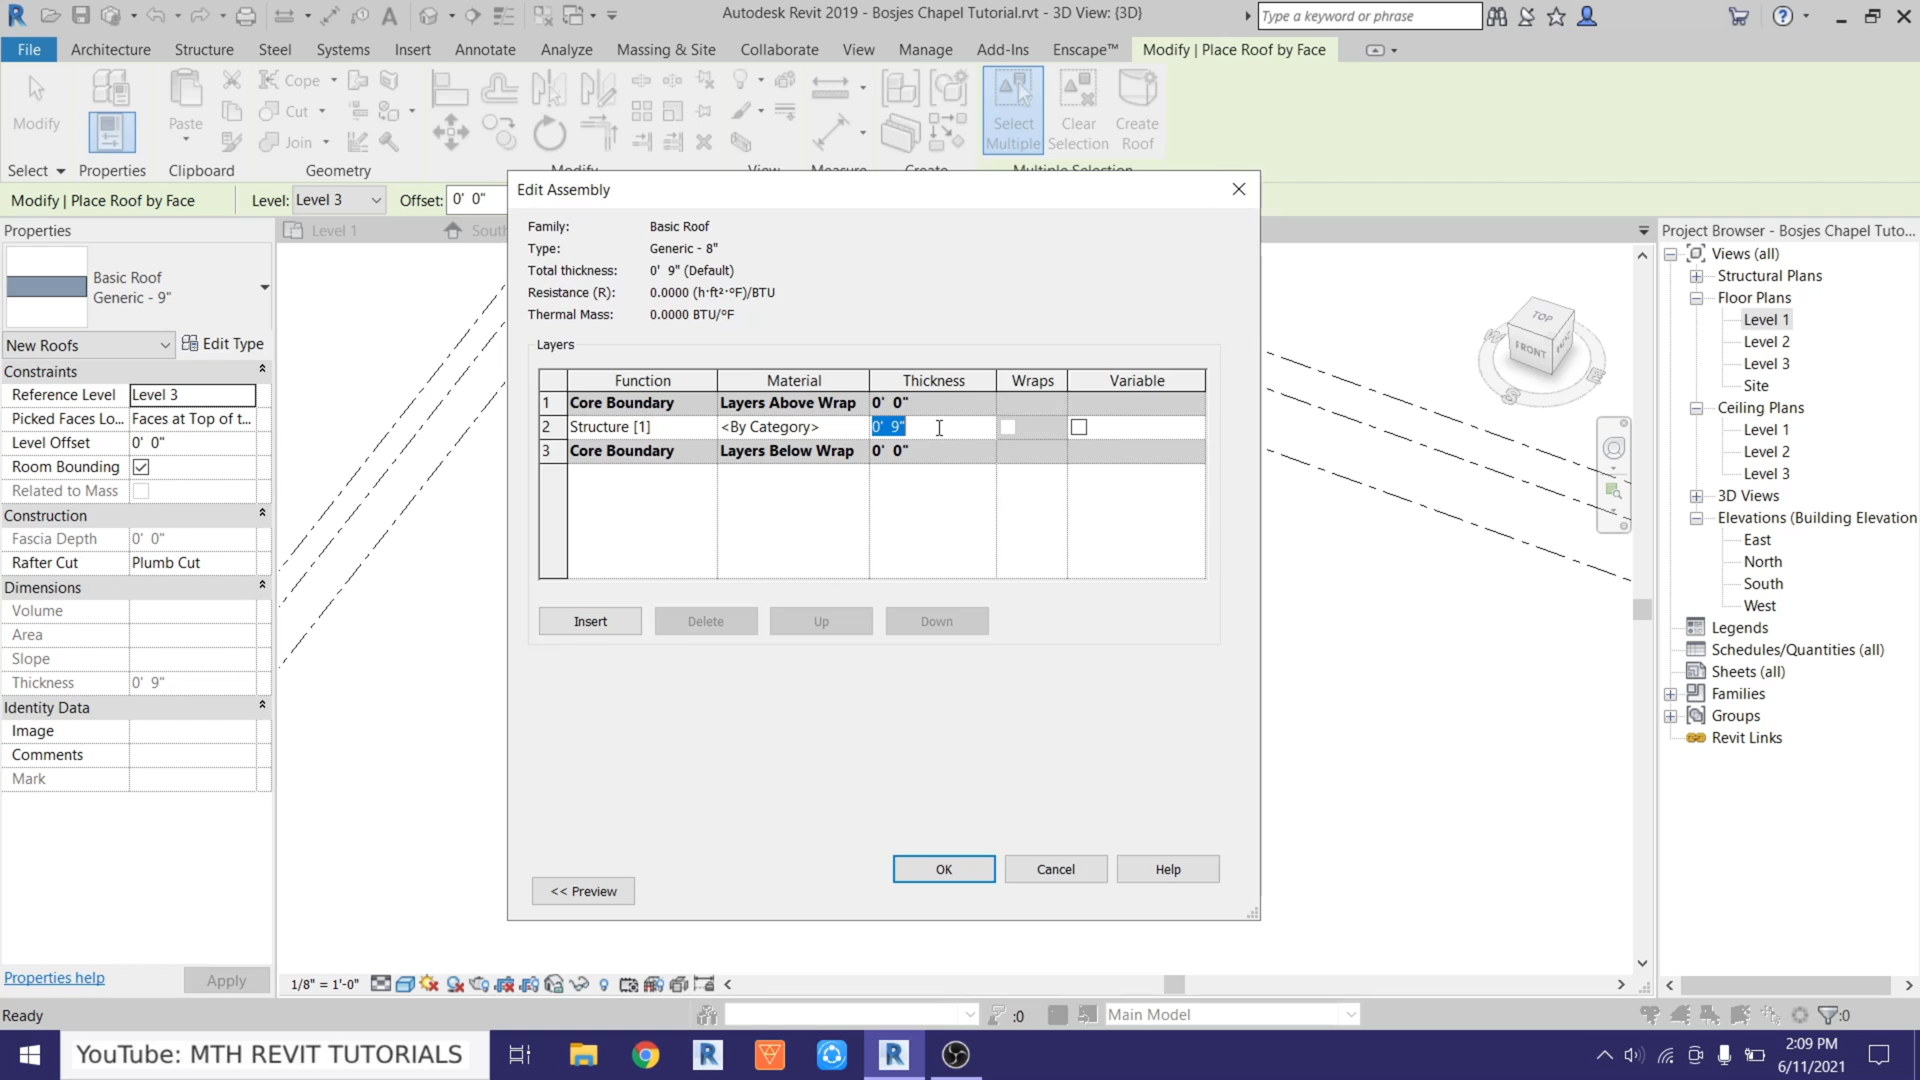 Autodesk Revit 2019 - Bosjes Chapel Tutorial.rvt - 3D View: {3D}
Type a keyword or phrase
File Architecture Structure Steel Systems Insert Annotate Analyze Massing & Site Collaborate View Manage Add-Ins Enscape™ Modify | Place Roof by Face
Modify
Paste
Cope
Cut
Join
Select Multiple
Clear Selection
Create Roof
Select Properties Clipboard Geometry Modify View Measure Create Multiple Selection
Modify | Place Roof by Face Level: Level 3 Offset: 0' 0"
Properties
Basic Roof
Generic - 9"
New Roofs Edit Type
Constraints
Reference Level Level 3
Picked Faces Lo... Faces at Top of t...
Level Offset 0' 0"
Room Bounding
Related to Mass
Construction
Fascia Depth 0' 0"
Rafter Cut Plumb Cut
Dimensions
Volume
Area
Slope
Thickness 0' 9"
Identity Data
Image
Comments
Mark
Properties help Apply
Level 1 South
Edit Assembly
Family: Basic Roof
Type: Generic - 8"
Total thickness: 0' 9" (Default)
Resistance (R): 0.0000 (h·ft²·°F)/BTU
Thermal Mass: 0.0000 BTU/°F
Layers
Function Material Thickness Wraps Variable
1 Core Boundary Layers Above Wrap 0' 0"
2 Structure [1] <By Category> 0' 9"
3 Core Boundary Layers Below Wrap 0' 0"
Insert Delete Up Down
OK Cancel Help
<< Preview
TOP
FRONT
W
S
E
Project Browser - Bosjes Chapel Tuto...
Views (all)
Structural Plans
Floor Plans
Level 1
Level 2
Level 3
Site
Ceiling Plans
Level 1
Level 2
Level 3
3D Views
Elevations (Building Elevation
East
North
South
West
Legends
Schedules/Quantities (all)
Sheets (all)
Families
Groups
Revit Links
1/8" = 1'-0"
Ready :0 Main Model :0
YouTube: MTH REVIT TUTORIALS
2:09 PM
6/11/2021